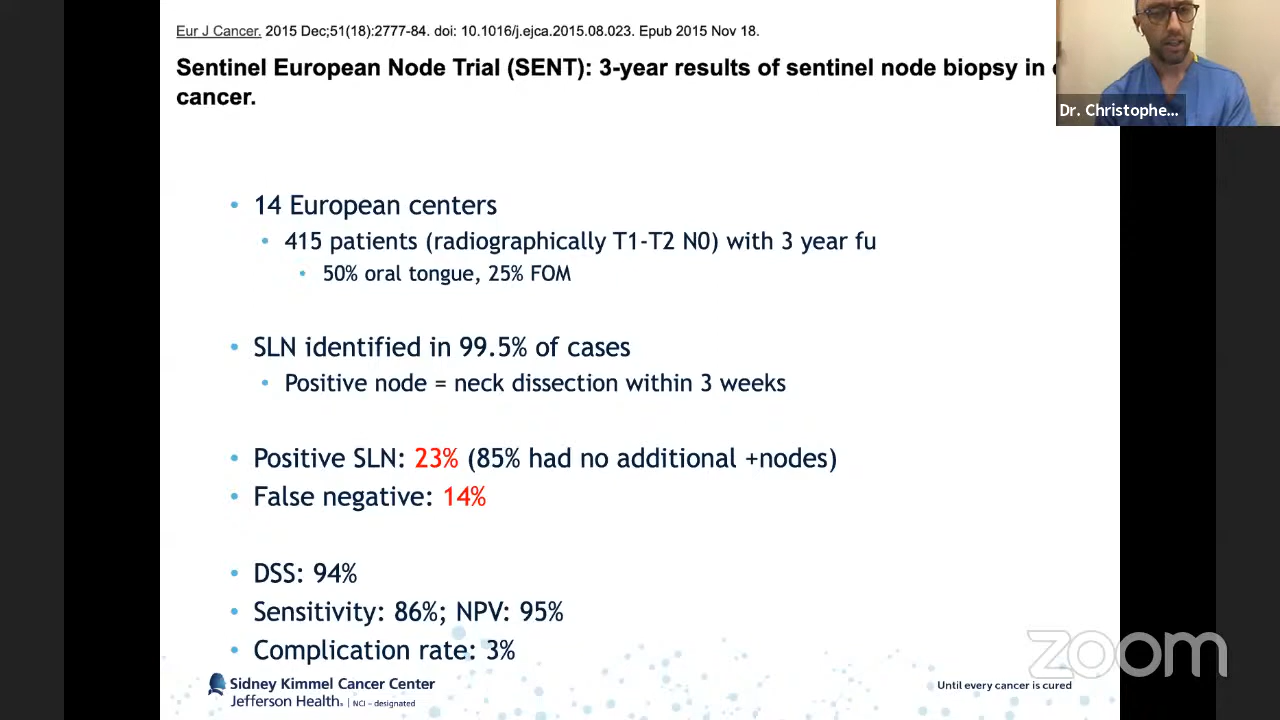 Eur J Cancer. 2015 Dec;51(18):2777-84. doi: 10.1016/j.ejca.2015.08.023. Epub 2015 Nov 18.
Sentinel European Node Trial (SENT): 3-year results of sentinel node biopsy in
cancer.
Dr. Christophe...
• 14 European centers
• 415 patients (radiographically T1-T2 N0) with 3 year fu
• 50% oral tongue, 25% FOM
• SLN identified in 99.5% of cases
• Positive node = neck dissection within 3 weeks
• Positive SLN: 23% (85% had no additional +nodes)
• False negative: 14%
• DSS: 94%
• Sensitivity: 86%; NPV: 95%
• Complication rate: 3%
zoom
Sidney Kimmel Cancer Center
Jefferson Health. | NCI – designated
Until every cancer is cured